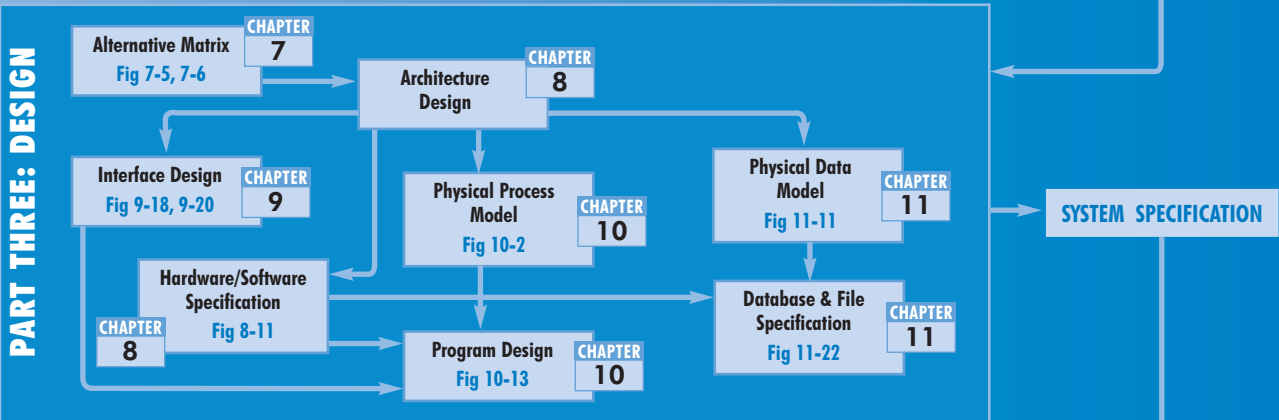 PART THREE: DESIGN
Alternative Matrix
Fig 7-5, 7-6
CHAPTER
7
Architecture
Design
CHAPTER
8
Interface Design
Fig 9-18, 9-20
CHAPTER
9
Physical Process
Model
Fig 10-2
CHAPTER
10
Physical Data
Model
Fig 11-11
CHAPTER
11
SYSTEM SPECIFICATION
Hardware/Software
Specification
Fig 8-11
CHAPTER
8
Program Design
Fig 10-13
CHAPTER
10
Database & File
Specification
Fig 11-22
CHAPTER
11